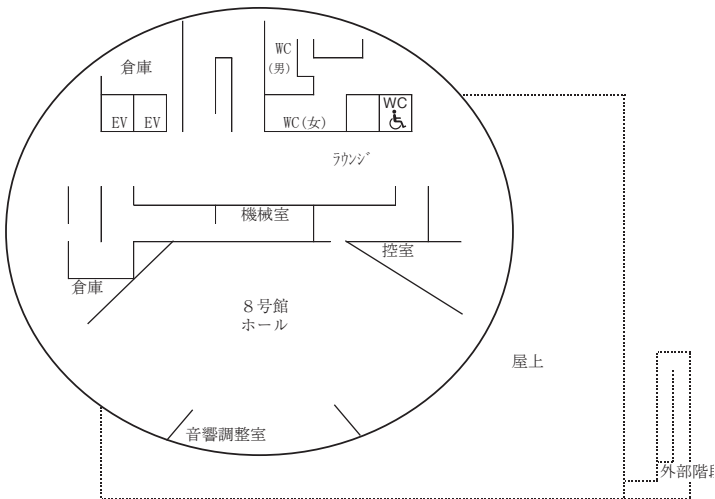 WC
(男)
倉庫
WC
EV
EV
WC(女)
ラウンジ
機械室
控室
倉庫
8号館
ホール
屋上
音響調整室
外部階段